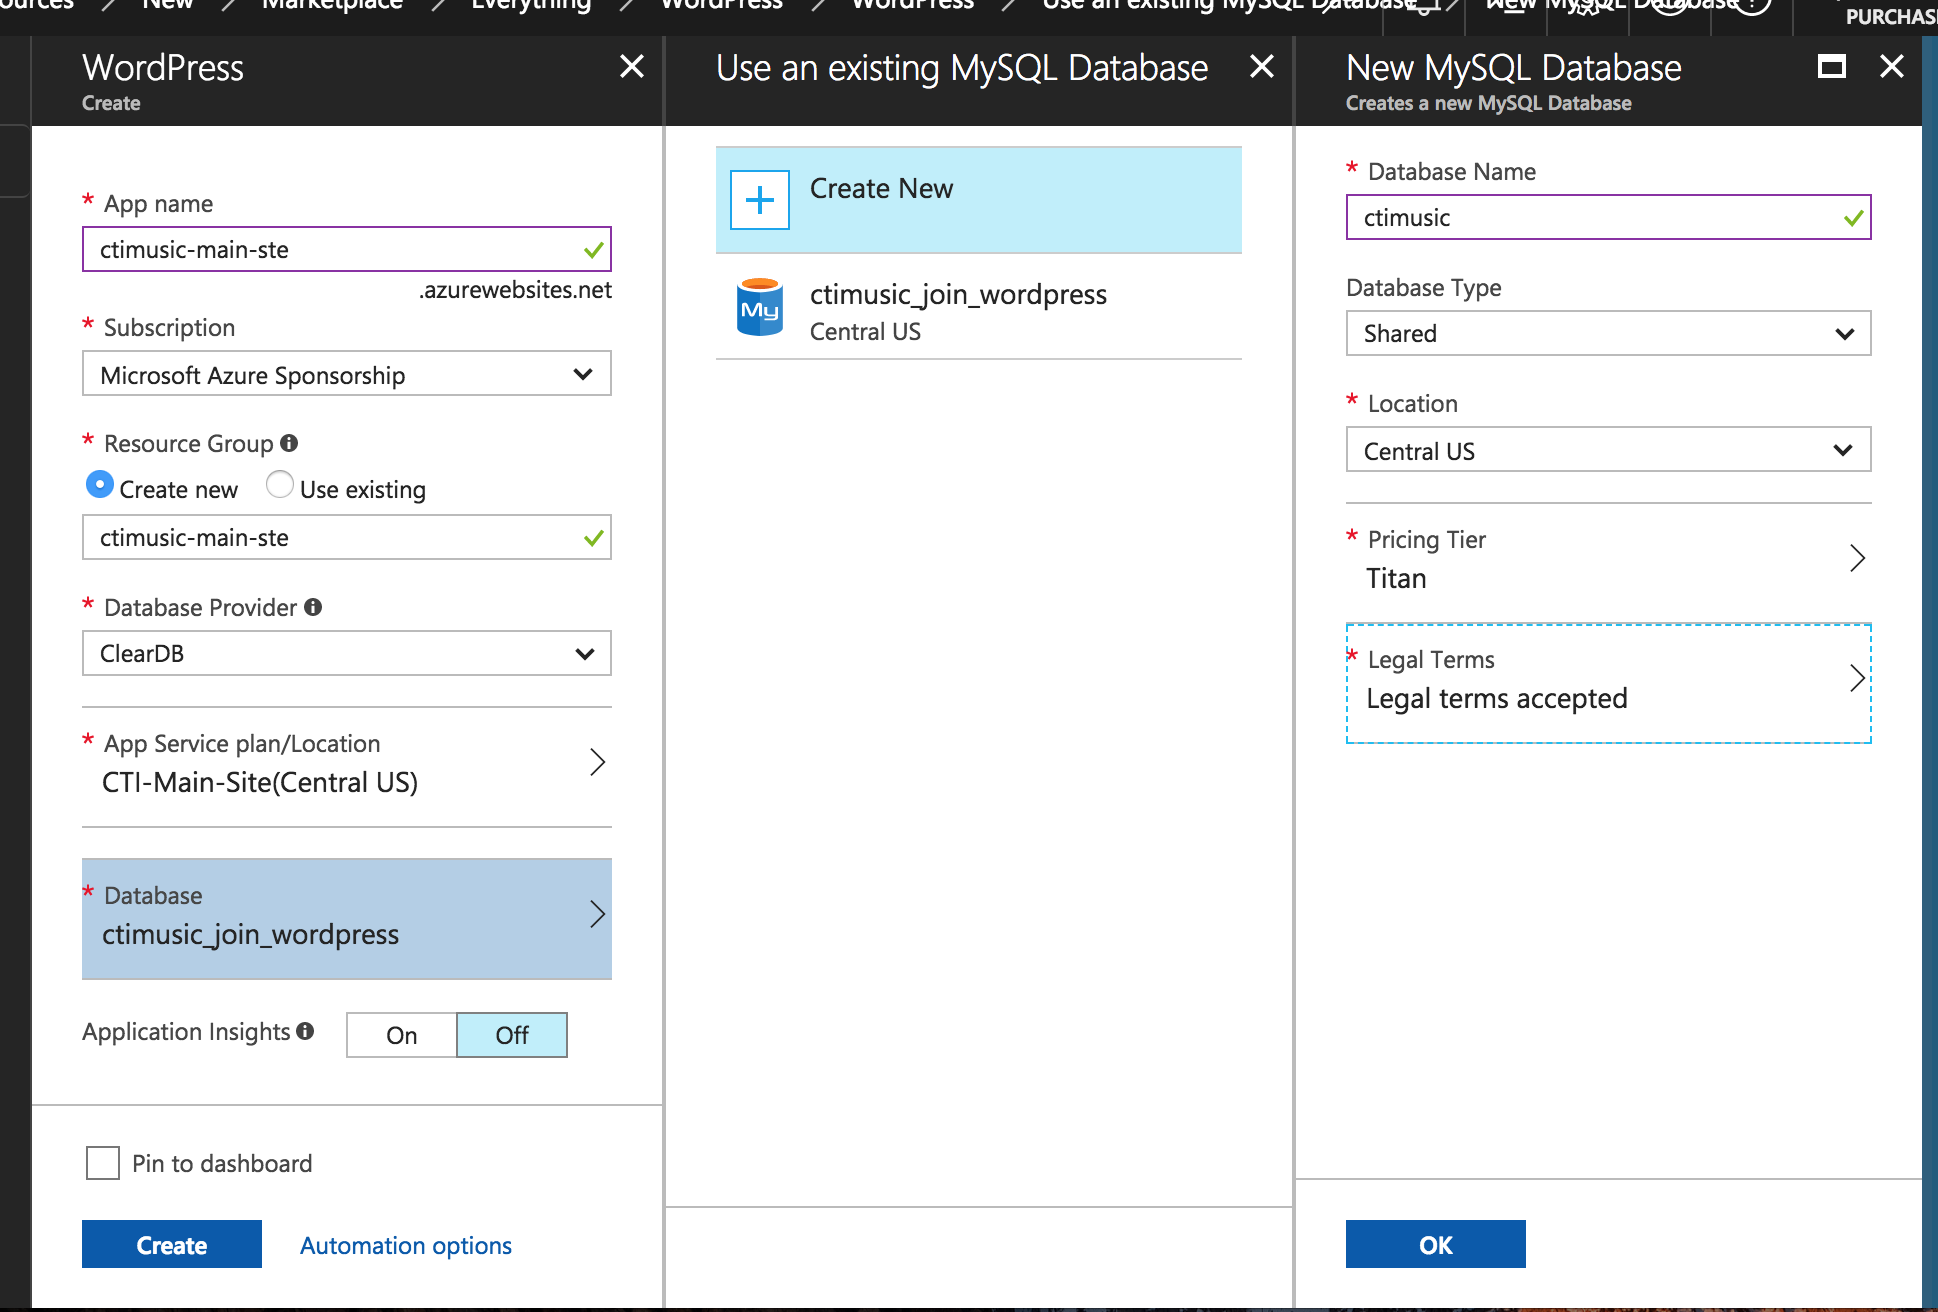 New
Marketplace
Everything
WordPress
WordPress
Use an existing MySQL Database
New MySQL Database
WordPress
Create
* App name
ctimusic-main-ste
.azurewebsites.net
* Subscription
Microsoft Azure Sponsorship
* Resource Group
Create new
Use existing
ctimusic-main-ste
* Database Provider
ClearDB
* App Service plan/Location
CTI-Main-Site(Central US)
* Database
ctimusic_join_wordpress
Application Insights
On
Off
Pin to dashboard
Create
Automation options
Use an existing MySQL Database
Create New
My
ctimusic_join_wordpress
Central US
New MySQL Database
Creates a new MySQL Database
* Database Name
ctimusic
Database Type
Shared
* Location
Central US
* Pricing Tier
Titan
* Legal Terms
Legal terms accepted
OK